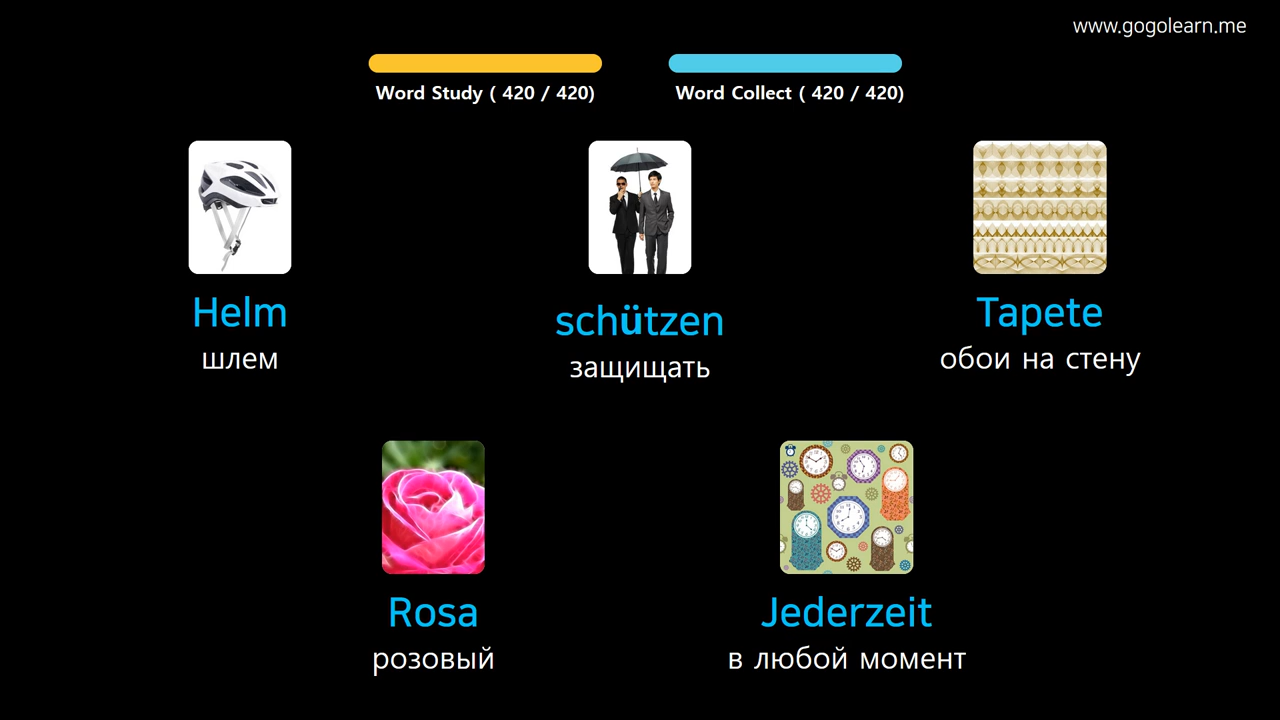 www.gogolearn.me
Word Study ( 420 / 420)
Word Collect ( 420 / 420)
Helm
шлем
schützen
защищать
Tapete
обои на стену
Rosa
розовый
Jederzeit
в любой момент